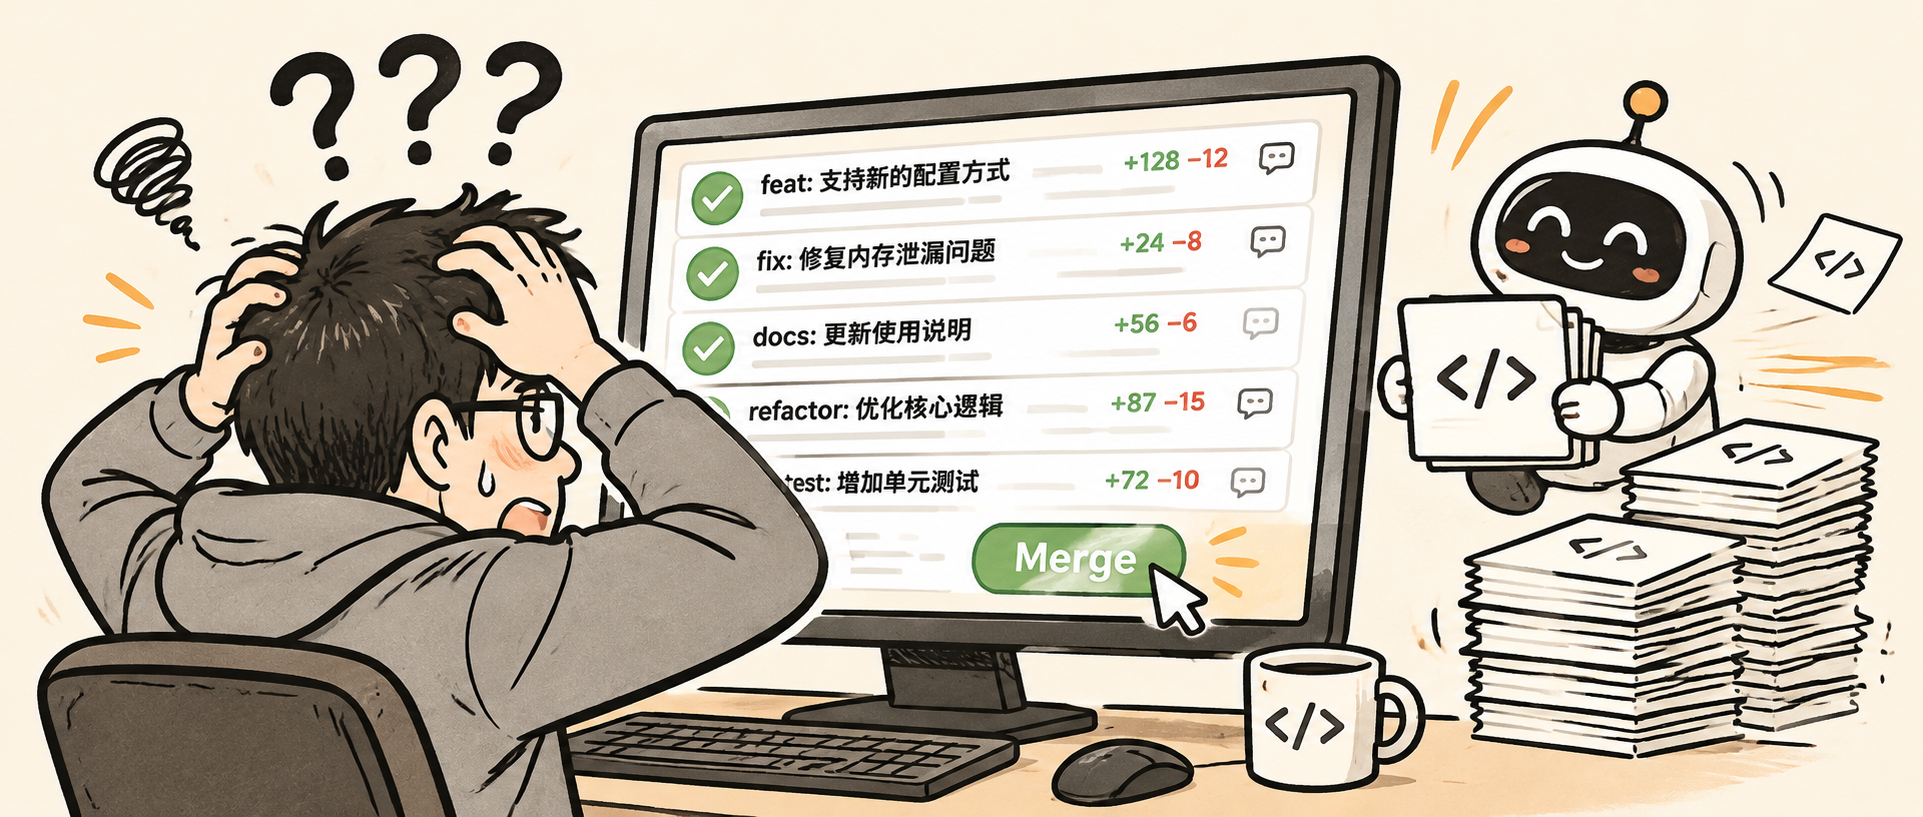 ???
feat: 支持新的配置方式 +128 −12
fix: 修复内存泄漏问题 +24 −8
docs: 更新使用说明 +56 −6
refactor: 优化核心逻辑 +87 −15
test: 增加单元测试 +72 −10
Merge
</>
</>
</>
</>
</>